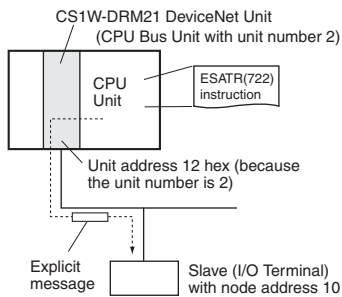 CS1W-DRM21 DeviceNet Unit
(CPU Bus Unit with unit number 2)
CPU
Unit
ESATR(722)
instruction
Unit address 12 hex (because
the unit number is 2)
Explicit
message
Slave (I/O Terminal)
with node address 10